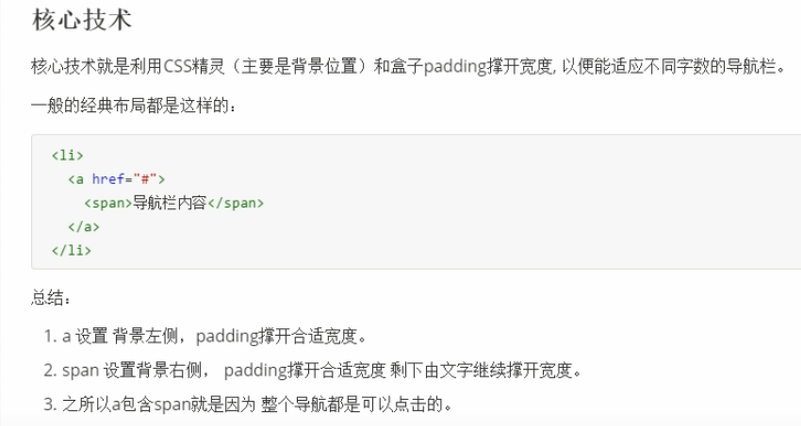 核心技术
核心技术就是利用CSS精灵（主要是背景位置）和盒子padding撑开宽度, 以便能适应不同字数的导航栏。
一般的经典布局都是这样的：
<li>
<a href="#">
<span>导航栏内容</span>
</a>
</li>
总结：
1. a 设置 背景左侧，padding撑开合适宽度。
2. span 设置背景右侧， padding撑开合适宽度 剩下由文字继续撑开宽度。
3. 之所以a包含span就是因为 整个导航都是可以点击的。